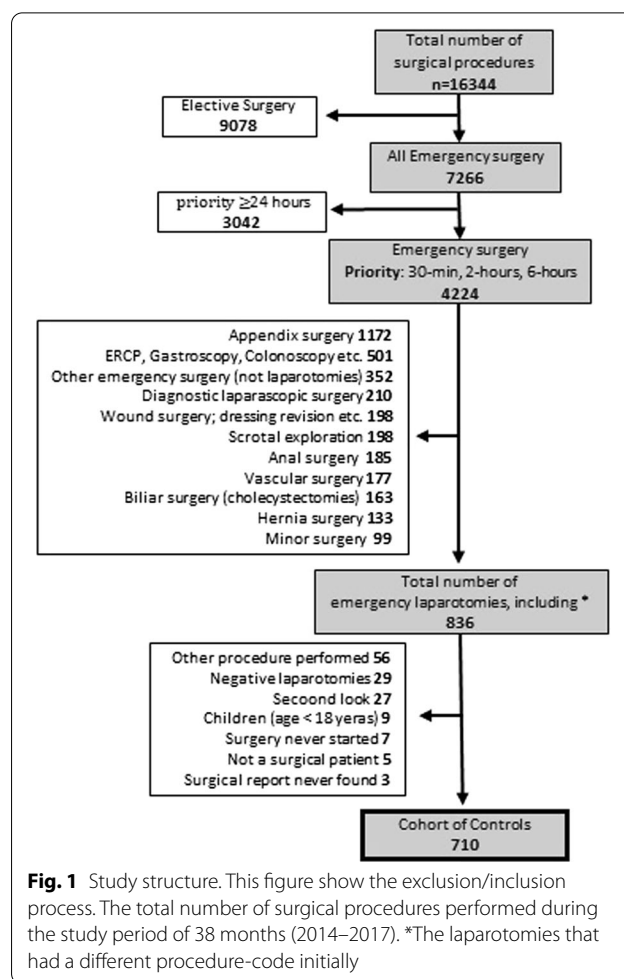 Total number of
surgical procedures
n=16344
Elective Surgery
9078
All Emergency surgery
7266
priority ≥24 hours
3042
Emergency surgery
Priority: 30-min, 2-hours, 6-hours
4224
Appendix surgery 1172
ERCP, Gastroscopy, Colonoscopy etc. 501
Other emergency surgery (not laparotomies) 352
Diagnostic laparascopic surgery 210
Wound surgery; dressing revision etc. 198
Scrotal exploration 198
Anal surgery 185
Vascular surgery 177
Biliar surgery (cholecystectomies) 163
Hernia surgery 133
Minor surgery 99
Total number of
emergency laparotomies, including *
836
Other procedure performed 56
Negative laparotomies 29
Secoond look 27
Children (age < 18 yeras) 9
Surgery never started 7
Not a surgical patient 5
Surgical report never found 3
Cohort of Controls
710
Fig. 1 Study structure. This figure show the exclusion/inclusion
process. The total number of surgical procedures performed during
the study period of 38 months (2014–2017). *The laparotomies that
had a different procedure-code initially